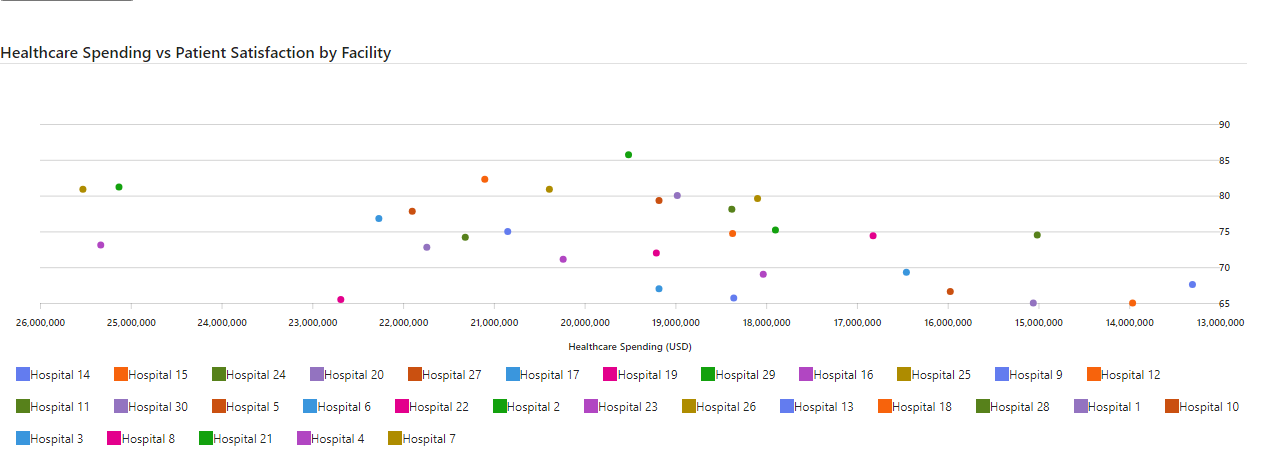 Healthcare Spending vs Patient Satisfaction by Facility
90
85
80
75
70
65
26,000,000 25,000,000 24,000,000 23,000,000 22,000,000 21,000,000 20,000,000 19,000,000 18,000,000 17,000,000 16,000,000 15,000,000 14,000,000 13,000,000
Healthcare Spending (USD)
Hospital 14 Hospital 15 Hospital 24 Hospital 20 Hospital 27 Hospital 17 Hospital 19 Hospital 29 Hospital 16 Hospital 25 Hospital 9 Hospital 12
Hospital 11 Hospital 30 Hospital 5 Hospital 6 Hospital 22 Hospital 2 Hospital 23 Hospital 26 Hospital 13 Hospital 18 Hospital 28 Hospital 1 Hospital 10
Hospital 3 Hospital 8 Hospital 21 Hospital 4 Hospital 7